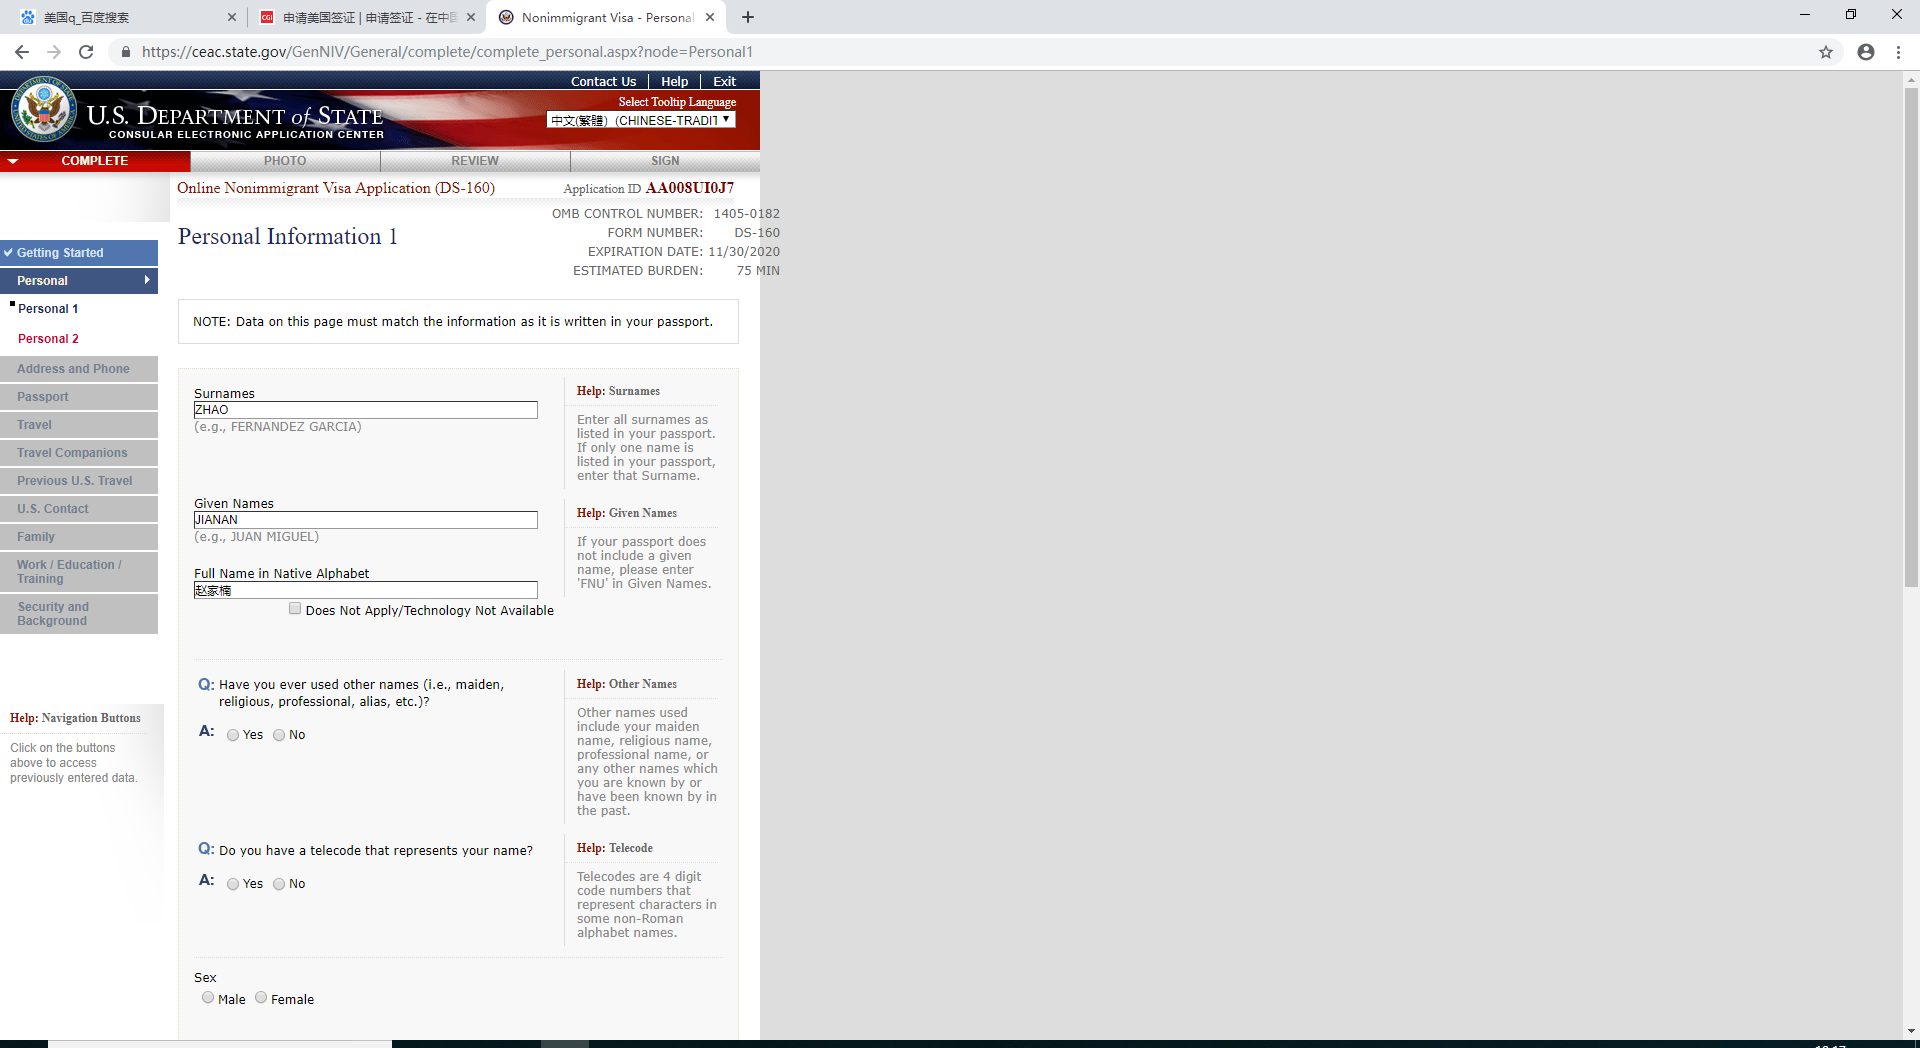 美国q_百度搜索
申请美国签证 | 申请签证 - 在中国
Nonimmigrant Visa - Personal
https://ceac.state.gov/GenNIV/General/complete/complete_personal.aspx?node=Personal1
Contact Us | Help | Exit
Select Tooltip Language
中文(繁體) (CHINESE-TRADIT
U.S. DEPARTMENT of STATE
CONSULAR ELECTRONIC APPLICATION CENTER
COMPLETE
PHOTO
REVIEW
SIGN
Online Nonimmigrant Visa Application (DS-160)
Application ID AA008UI0J7
OMB CONTROL NUMBER: 1405-0182
FORM NUMBER: DS-160
EXPIRATION DATE: 11/30/2020
ESTIMATED BURDEN: 75 MIN
Personal Information 1
Getting Started
Personal
Personal 1
Personal 2
Address and Phone
Passport
Travel
Travel Companions
Previous U.S. Travel
U.S. Contact
Family
Work / Education /
Training
Security and
Background
Help: Navigation Buttons
Click on the buttons
above to access
previously entered data.
NOTE: Data on this page must match the information as it is written in your passport.
Surnames
ZHAO
(e.g., FERNANDEZ GARCIA)
Help: Surnames
Enter all surnames as
listed in your passport.
If only one name is
listed in your passport,
enter that Surname.
Given Names
JIANAN
(e.g., JUAN MIGUEL)
Help: Given Names
If your passport does
not include a given
name, please enter
'FNU' in Given Names.
Full Name in Native Alphabet
赵家楠
Does Not Apply/Technology Not Available
Q: Have you ever used other names (i.e., maiden,
religious, professional, alias, etc.)?
A: Yes No
Help: Other Names
Other names used
include your maiden
name, religious name,
professional name, or
any other names which
you are known by or
have been known by in
the past.
Q: Do you have a telecode that represents your name?
A: Yes No
Help: Telecode
Telecodes are 4 digit
code numbers that
represent characters in
some non-Roman
alphabet names.
Sex
Male Female